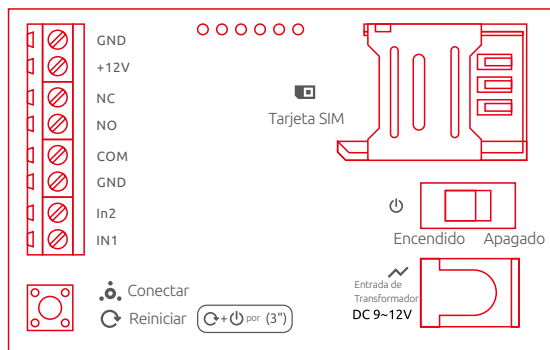 GND
+12V
NC
NO
COM
GND
In2
IN1
Tarjeta SIM
Encendido Apagado
Conectar
Reiniciar
+ por (3")
Entrada de
Transformador
DC 9~12V